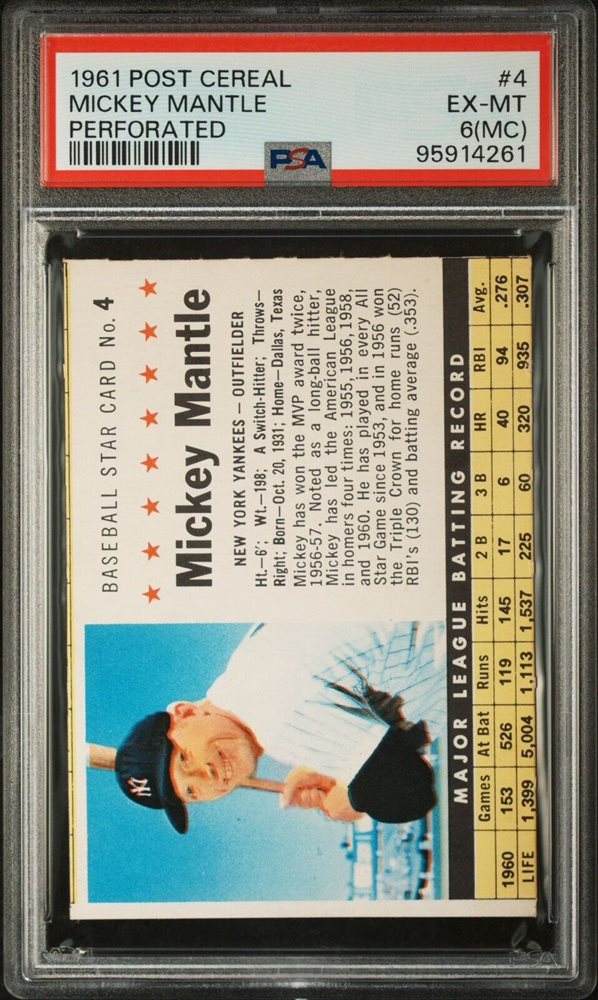 1961 POST CEREAL #4
MICKEY MANTLE EX-MT
PERFORATED 6(MC)
95914261
PSA
BASEBALL STAR CARD No. 4
Mickey Mantle
NEW YORK YANKEES — OUTFIELDER
Ht.—6'; Wt.—198; A Switch-Hitter; Throws—
Right; Born—Oct. 20, 1931; Home—Dallas, Texas
Mickey has won the MVP award twice,
1956-57. Noted as a long-ball hitter,
Mickey has led the American League
in homers four times: 1955, 1956, 1958,
and 1960. He has played in every All
Star Game since 1953, and in 1956 won
the Triple Crown for home runs (52)
RBI's (130) and batting average (.353).
NY
MAJOR LEAGUE BATTING RECORD
Games At Bat Runs Hits 2 B 3 B HR RBI Avg.
1960 153 526 119 145 17 6 40 94 .276
LIFE 1,399 5,004 1,113 1,537 225 60 320 935 .307